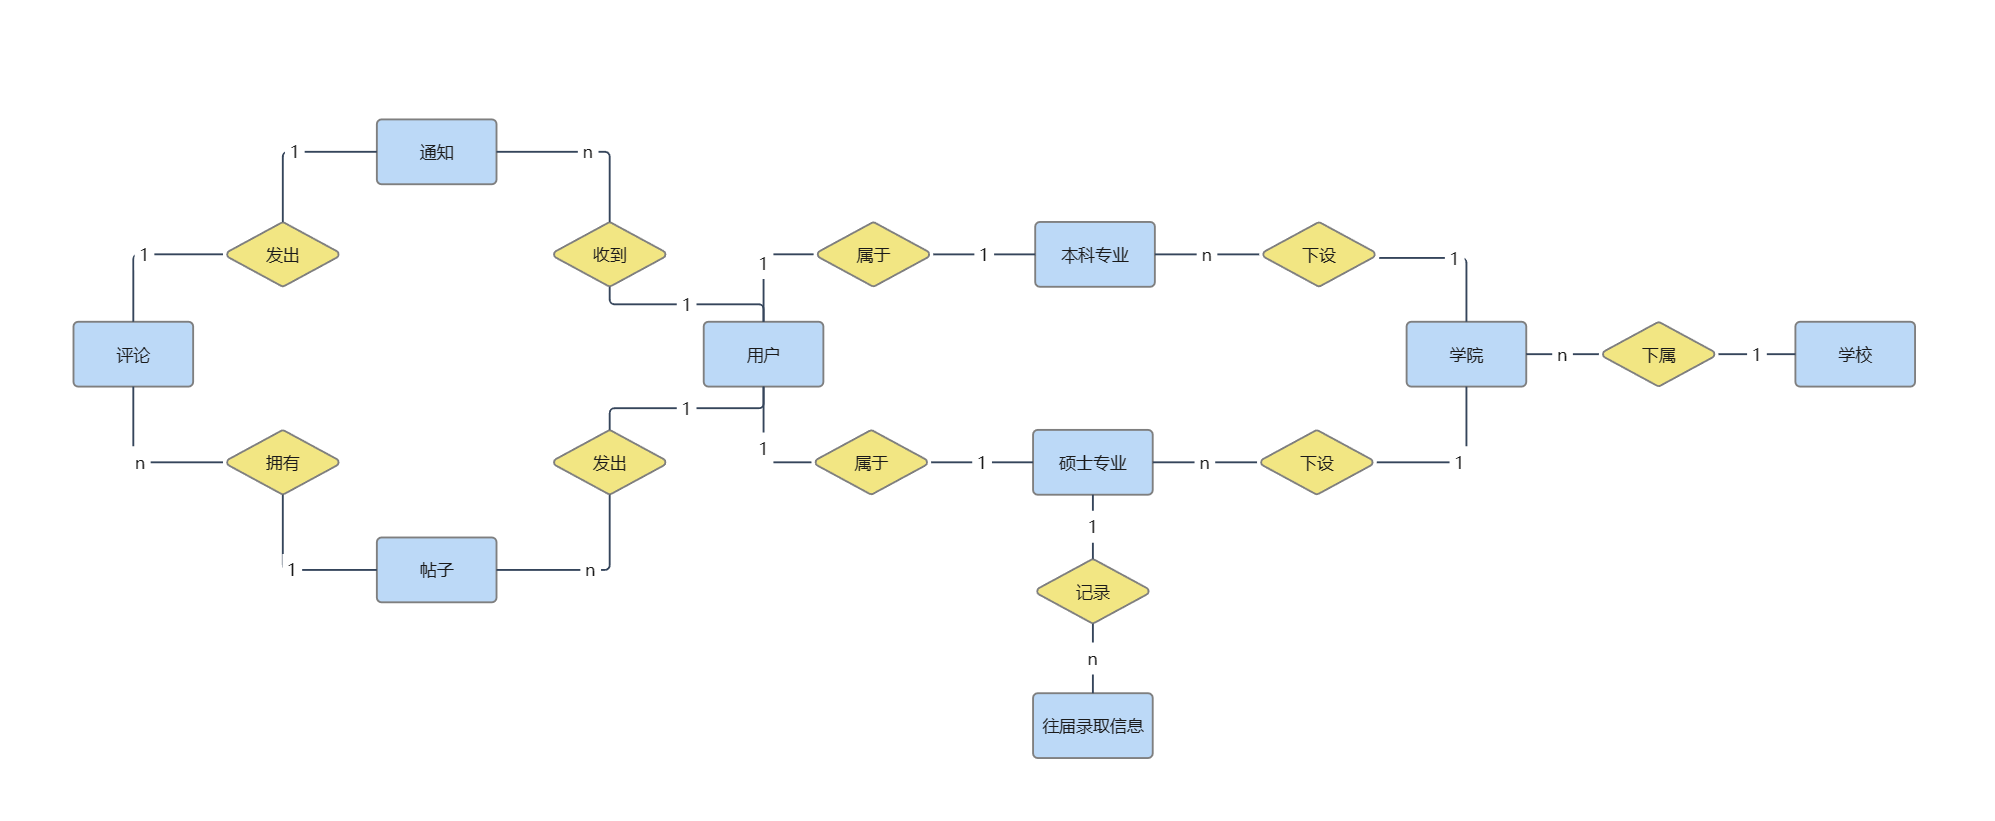 通知
1
n
发出
收到
属于
本科专业
下设
1
1
1
n
1
1
评论
用户
学院
下属
学校
n
1
1
拥有
发出
属于
硕士专业
下设
n
1
1
n
1
帖子
1
n
1
记录
n
往届录取信息